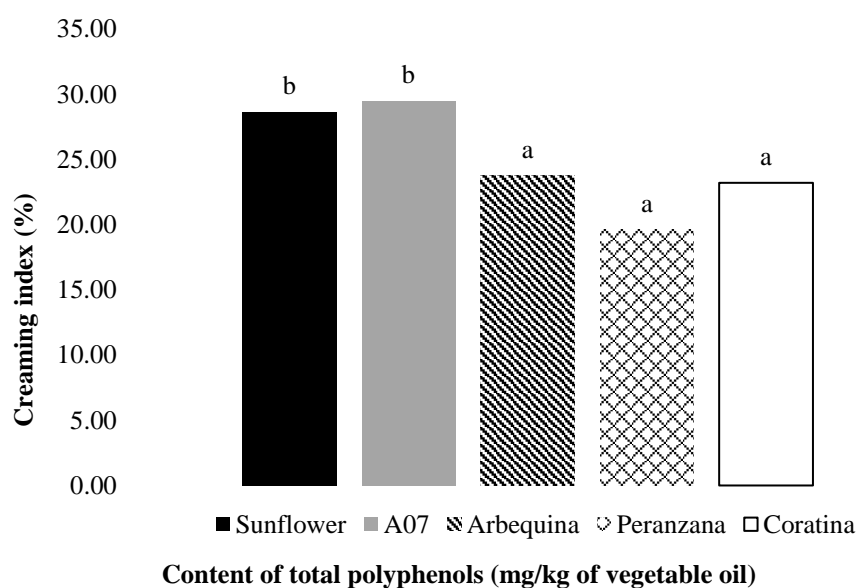 35.00
30.00
25.00
20.00
15.00
10.00
5.00
0.00
Creaming index (%)
b
b
a
a
a
Sunflower A07 Arbequina Peranzana Coratina
Content of total polyphenols (mg/kg of vegetable oil)